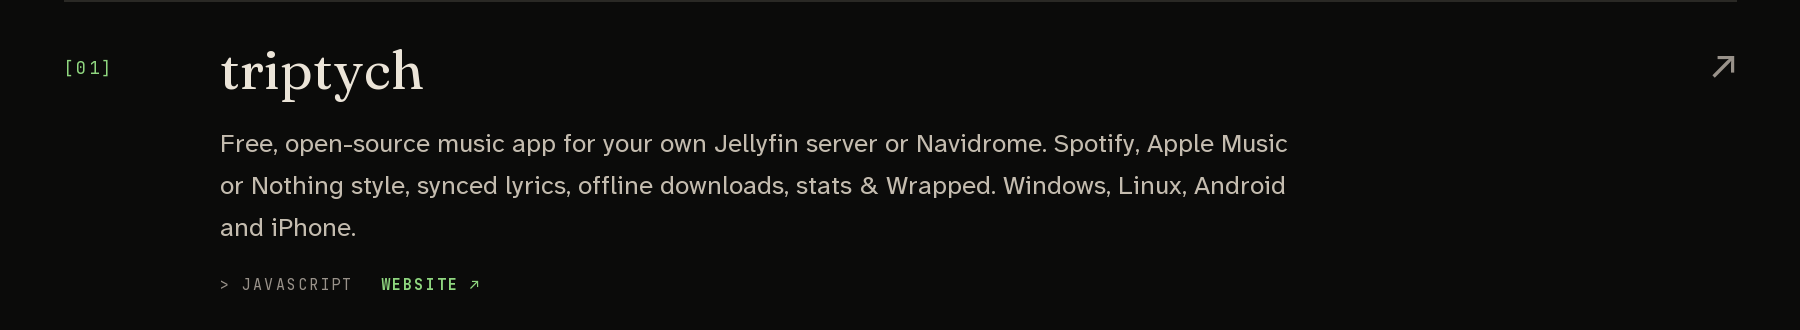 [01]
triptych
↗
Free, open-source music app for your own Jellyfin server or Navidrome. Spotify, Apple Music
or Nothing style, synced lyrics, offline downloads, stats & Wrapped. Windows, Linux, Android
and iPhone.
> JAVASCRIPT WEBSITE ↗